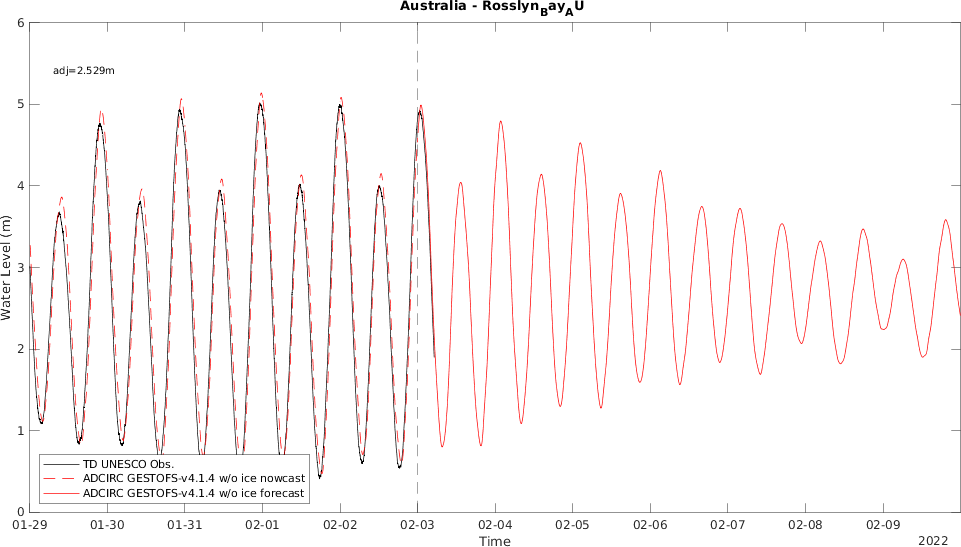 Australia - Rosslyn_Bay_AU
6
adj=2.529m
5
4
3
2
1
0
Water Level (m)
TD UNESCO Obs.
ADCIRC GESTOFS-v4.1.4 w/o ice nowcast
ADCIRC GESTOFS-v4.1.4 w/o ice forecast
01-29 01-30 01-31 02-01 02-02 02-03 02-04 02-05 02-06 02-07 02-08 02-09
Time
2022